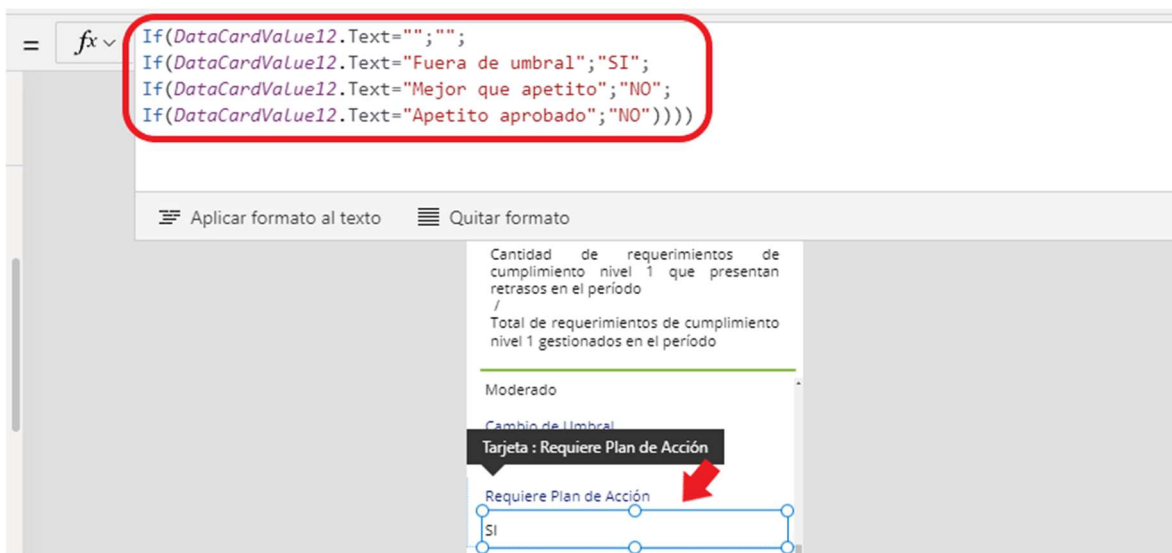 = fx If(DataCardValue12.Text="";"";
If(DataCardValue12.Text="Fuera de umbral";"SI";
If(DataCardValue12.Text="Mejor que apetito";"NO";
If(DataCardValue12.Text="Apetito aprobado";"NO"))))
Aplicar formato al texto Quitar formato
Cantidad de requerimientos de
cumplimiento nivel 1 que presentan
retrasos en el período
/
Total de requerimientos de cumplimiento
nivel 1 gestionados en el período
Moderado
Cambio de Umbral
Tarjeta : Requiere Plan de Acción
Requiere Plan de Acción
SI